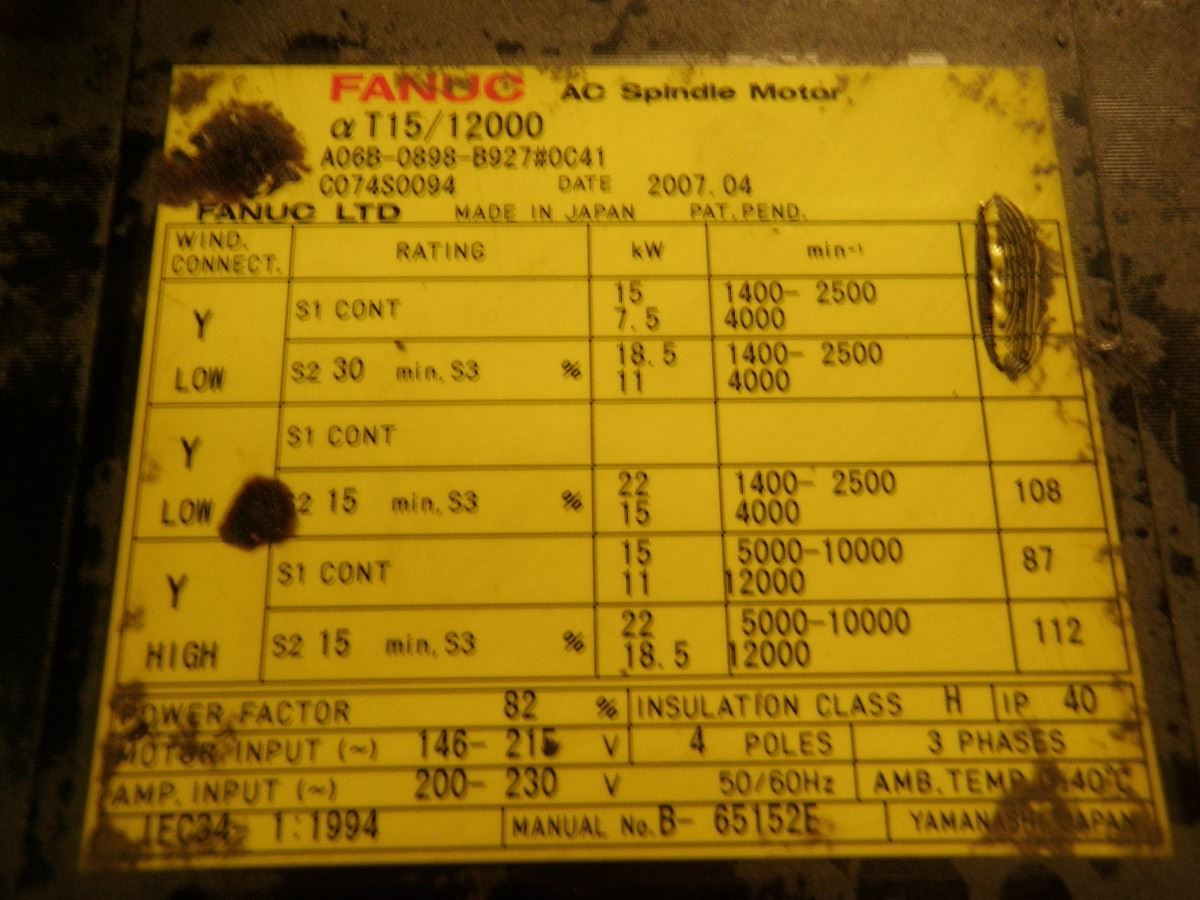 FANUC AC Spindle Motor
α T15/12000
A06B-0898-B927#0C41
C074S0094 DATE 2007.04
FANUC LTD MADE IN JAPAN PAT.PEND.
WIND. CONNECT. RATING kW min⁻¹
Y LOW S1 CONT 15 1400- 2500
7.5 4000
S2 30 min, S3 % 18.5 1400- 2500
11 4000
Y LOW S1 CONT
S2 15 min, S3 % 22 1400- 2500 108
15 4000
Y HIGH S1 CONT 15 5000-10000 87
11 12000
S2 15 min, S3 % 22 5000-10000 112
18.5 12000
POWER FACTOR 82 % INSULATION CLASS H IP 40
MOTOR INPUT (~) 146- 215 V 4 POLES 3 PHASES
AMP. INPUT (~) 200- 230 V 50/60Hz AMB.TEMP 0-40℃
IEC34- 1:1994 MANUAL No.B- 65152E YAMANASHI JAPAN